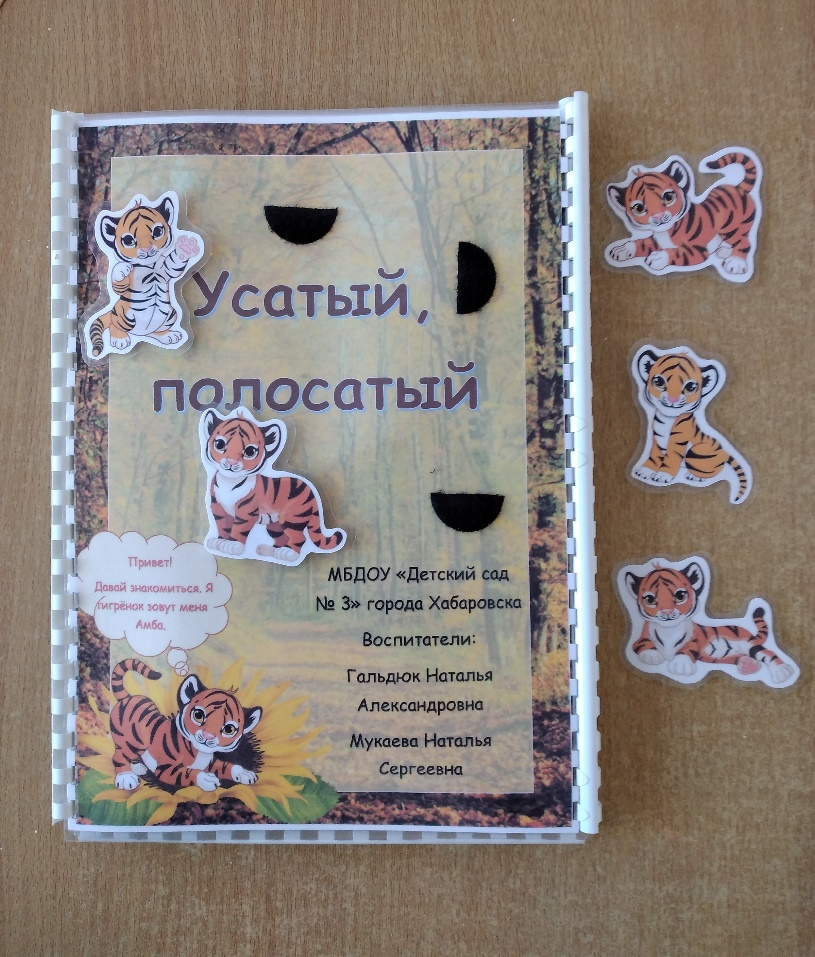 Усатый,
полосатый
Привет!
Давай знакомиться. Я
тигрёнок зовут меня
Амба.
МБДОУ «Детский сад
№ 3» города Хабаровска
Воспитатели:
Гальдюк Наталья
Александровна
Мукаева Наталья
Сергеевна